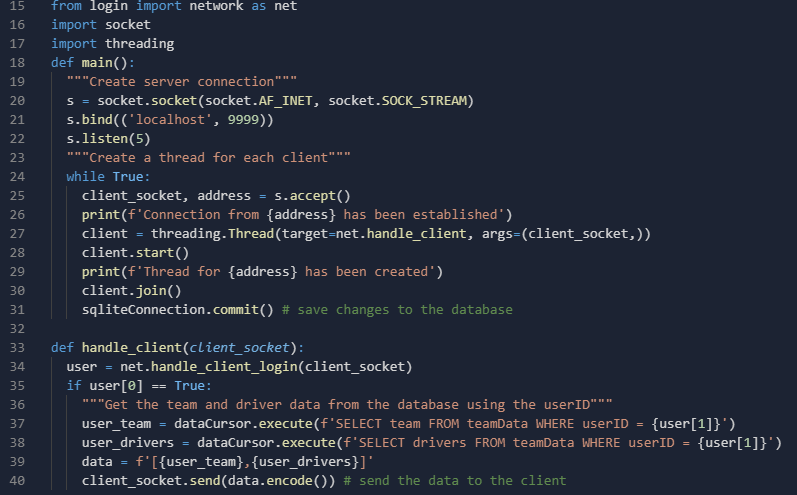 15 from login import network as net
16 import socket
17 import threading
18 def main():
19 """Create server connection"""
20 s = socket.socket(socket.AF_INET, socket.SOCK_STREAM)
21 s.bind(('localhost', 9999))
22 s.listen(5)
23 """Create a thread for each client"""
24 while True:
25 client_socket, address = s.accept()
26 print(f'Connection from {address} has been established')
27 client = threading.Thread(target=net.handle_client, args=(client_socket,))
28 client.start()
29 print(f'Thread for {address} has been created')
30 client.join()
31 sqliteConnection.commit() # save changes to the database
32
33 def handle_client(client_socket):
34 user = net.handle_client_login(client_socket)
35 if user[0] == True:
36 """Get the team and driver data from the database using the userID"""
37 user_team = dataCursor.execute(f'SELECT team FROM teamData WHERE userID = {user[1]}')
38 user_drivers = dataCursor.execute(f'SELECT drivers FROM teamData WHERE userID = {user[1]}')
39 data = f'[{user_team},{user_drivers}]'
40 client_socket.send(data.encode()) # send the data to the client